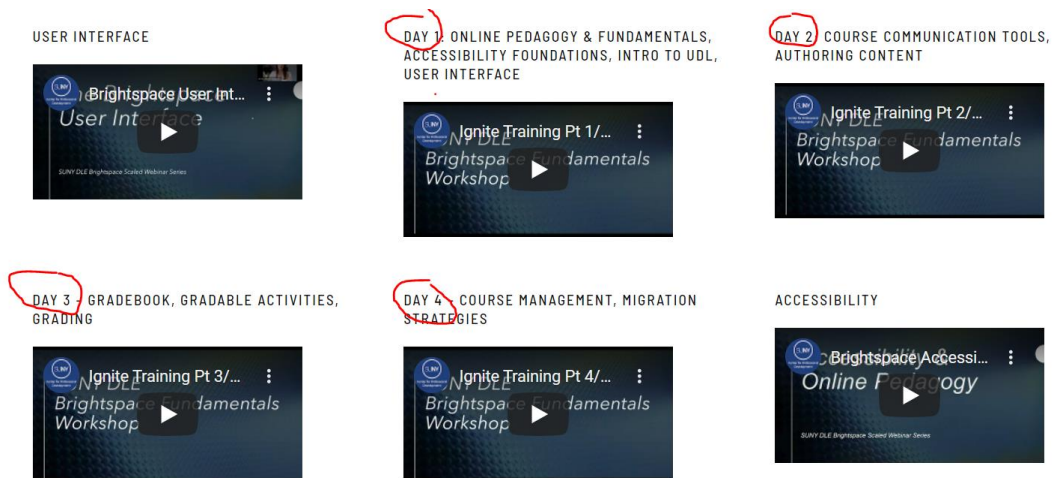 USER INTERFACE
Brightspace User Int...
User Interface
SUNY DLE Brightspace Scaled Webinar Series
DAY 1: ONLINE PEDAGOGY & FUNDAMENTALS,
ACCESSIBILITY FOUNDATIONS, INTRO TO UDL,
USER INTERFACE
SUNY
Ignite Training Pt 1/...
Brightspace Fundamentals
Workshop
DAY 2: COURSE COMMUNICATION TOOLS,
AUTHORING CONTENT
Ignite Training Pt 2/...
Brightspace Fundamentals
Workshop
DAY 3 - GRADEBOOK, GRADABLE ACTIVITIES,
GRADING
Ignite Training Pt 3/...
Brightspace Fundamentals
Workshop
DAY 4 - COURSE MANAGEMENT, MIGRATION
STRATEGIES
Ignite Training Pt 4/...
Brightspace Fundamentals
Workshop
ACCESSIBILITY
Brightspace Accessi...
Online Pedagogy
SUNY DLE Brightspace Scaled Webinar Series